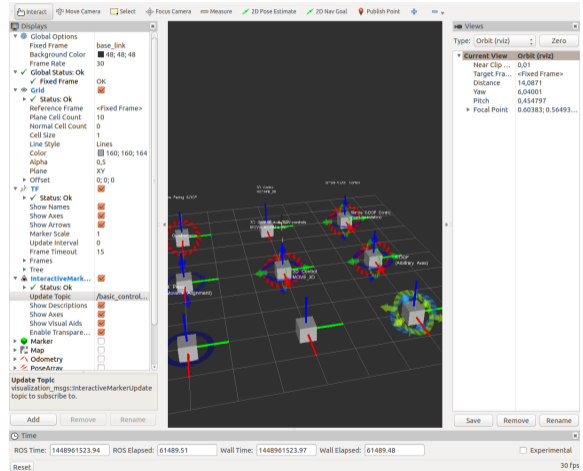 Interact Move Camera Select Focus Camera Measure 2D Pose Estimate 2D Nav Goal Publish Point
Displays
Global Options
Fixed Frame base_link
Background Color 48; 48; 48
Frame Rate 30
Global Status: Ok
Fixed Frame OK
Grid
Status: Ok
Reference Frame <Fixed Frame>
Plane Cell Count 10
Normal Cell Count 0
Cell Size 1
Line Style Lines
Color 160; 160; 164
Alpha 0,5
Plane XY
Offset 0; 0; 0
TF
Status: Ok
Show Names
Show Axes
Show Arrows
Marker Scale 1
Update Interval 0
Frame Timeout 15
Frames
Tree
InteractiveMark...
Status: Ok
Update Topic /basic_control...
Show Descriptions
Show Axes
Show Visual Aids
Enable Transpare...
Marker
Map
Odometry
PoseArray
Update Topic
visualization_msgs::InteractiveMarkerUpdate
topic to subscribe to.
Add Remove Rename
3D Control
MOVE_3D
6-DOF
(Arbitrary Axes)
Views
Type: Orbit (rviz) Zero
Current View Orbit (rviz)
Near Clip ... 0,01
Target Fra... <Fixed Frame>
Distance 14,0871
Yaw 6,04001
Pitch 0,454797
Focal Point 0.60383; 0.56493...
Save Remove Rename
Time
ROS Time: 1448961523.94 ROS Elapsed: 61489.51 Wall Time: 1448961523.97 Wall Elapsed: 61489.48 Experimental
Reset 30 fps